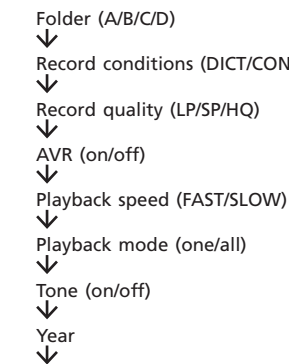 Folder (A/B/C/D)
Record conditions (DICT/CON
Record quality (LP/SP/HQ)
AVR (on/off)
Playback speed (FAST/SLOW)
Playback mode (one/all)
Tone (on/off)
Year